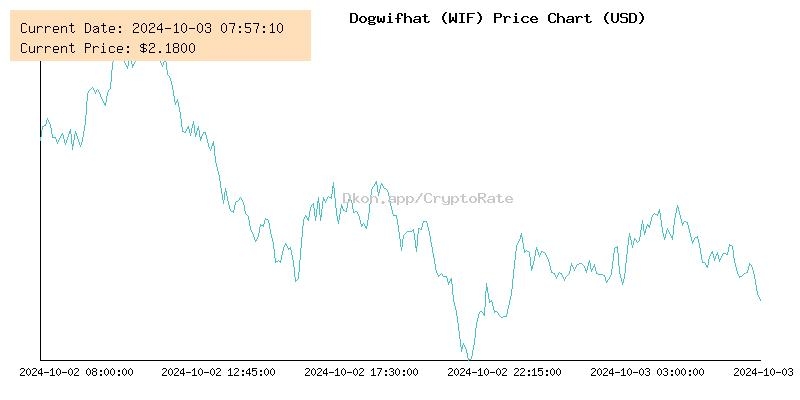 Dogwifhat (WIF) Price Chart (USD)
Current Date: 2024-10-03 07:57:10
Current Price: $2.1800
Dkon.app/CryptoRate
2024-10-02 08:00:00 2024-10-02 12:45:00 2024-10-02 17:30:00 2024-10-02 22:15:00 2024-10-03 03:00:00 2024-10-03